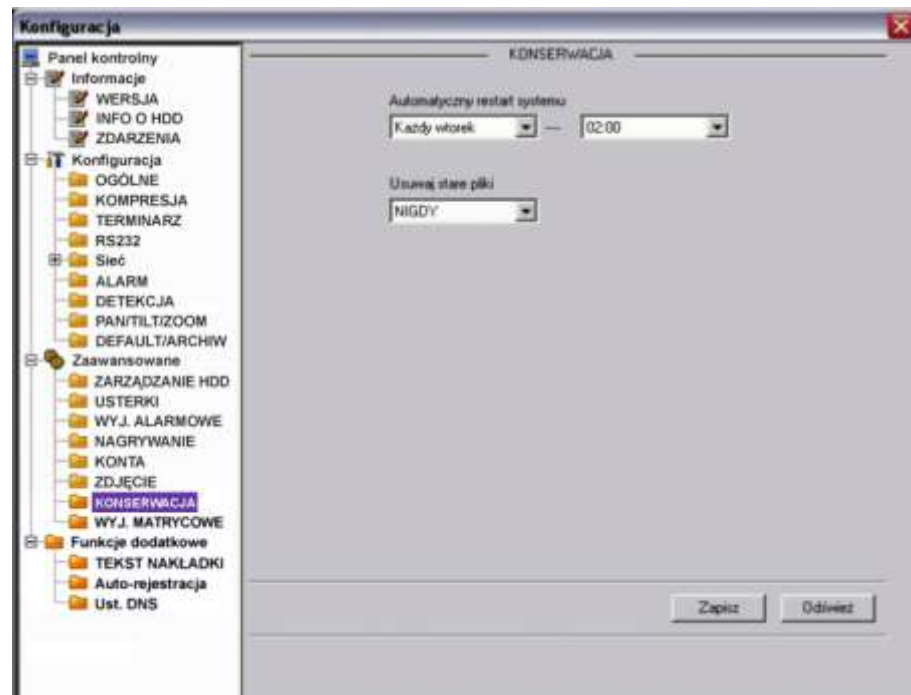 Konfiguracja
Panel kontrolny
Informacje
WERSJA
INFO O HDD
ZDARZENIA
Konfiguracja
OGÓLNE
KOMPRESJA
TERMINARZ
RS232
Sieć
ALARM
DETEKCJA
PAN/TILT/ZOOM
DEFAULT/ARCHIW
Zaawansowane
ZARZĄDZANIE HDD
USTERKI
WYJ. ALARMOWE
NAGRYWANIE
KONTA
ZDJĘCIE
KONSERWACJA
WYJ. MATRYCOWE
Funkcje dodatkowe
TEKST NAKŁADKI
Auto-rejestracja
Ust. DNS
KONSERWACJA
Automatyczny restart systemu
Każdy wtorek — 02:00
Usuwaj stare pliki
NIGDY
Zapisz Odśwież